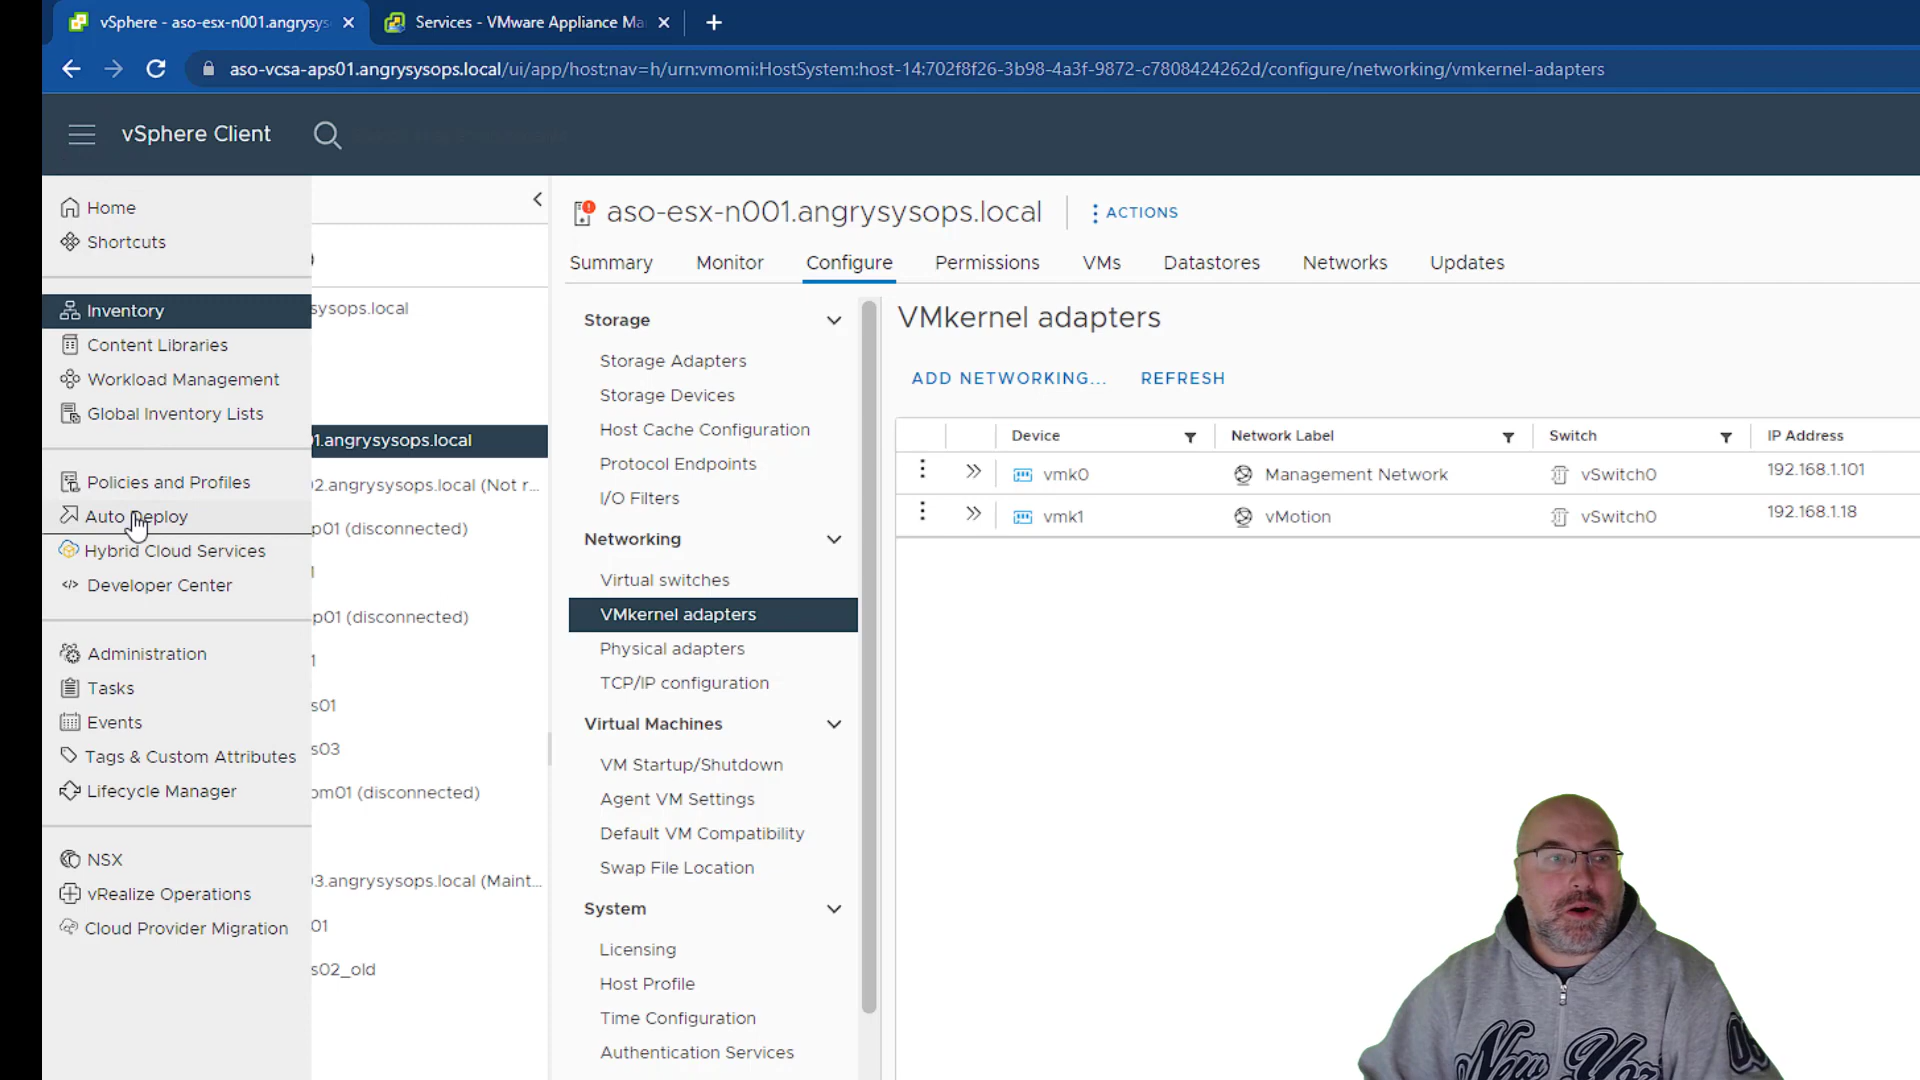 vSphere - aso-esx-n001.angrysys
Services - VMware Appliance Ma
aso-vcsa-aps01.angrysysops.local/ui/app/host;nav=h/urn:vmomi:HostSystem:host-14:702f8f26-3b98-4a3f-9872-c7808424262d/configure/networking/vmkernel-adapters
vSphere Client
Home
Shortcuts
Inventory
Content Libraries
Workload Management
Global Inventory Lists
Policies and Profiles
Auto Deploy
Hybrid Cloud Services
Developer Center
Administration
Tasks
Events
Tags & Custom Attributes
Lifecycle Manager
NSX
vRealize Operations
Cloud Provider Migration
sysops.local
01.angrysysops.local
02.angrysysops.local (Not r...
p01 (disconnected)
1
p01 (disconnected)
1
s01
s03
om01 (disconnected)
03.angrysysops.local (Maint...
01
s02_old
aso-esx-n001.angrysysops.local
ACTIONS
Summary
Monitor
Configure
Permissions
VMs
Datastores
Networks
Updates
Storage
Storage Adapters
Storage Devices
Host Cache Configuration
Protocol Endpoints
I/O Filters
Networking
Virtual switches
VMkernel adapters
Physical adapters
TCP/IP configuration
Virtual Machines
VM Startup/Shutdown
Agent VM Settings
Default VM Compatibility
Swap File Location
System
Licensing
Host Profile
Time Configuration
Authentication Services
VMkernel adapters
ADD NETWORKING... REFRESH
Device Network Label Switch IP Address
vmk0 Management Network vSwitch0 192.168.1.101
vmk1 vMotion vSwitch0 192.168.1.18
New York